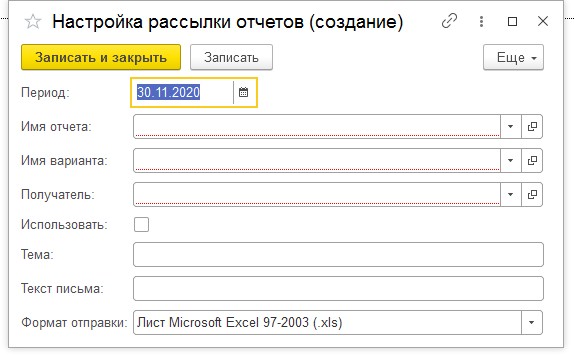 Настройка рассылки отчетов (создание)
Записать и закрыть Записать Еще
Период: 30.11.2020
Имя отчета:
Имя варианта:
Получатель:
Использовать:
Тема:
Текст письма:
Формат отправки: Лист Microsoft Excel 97-2003 (.xls)